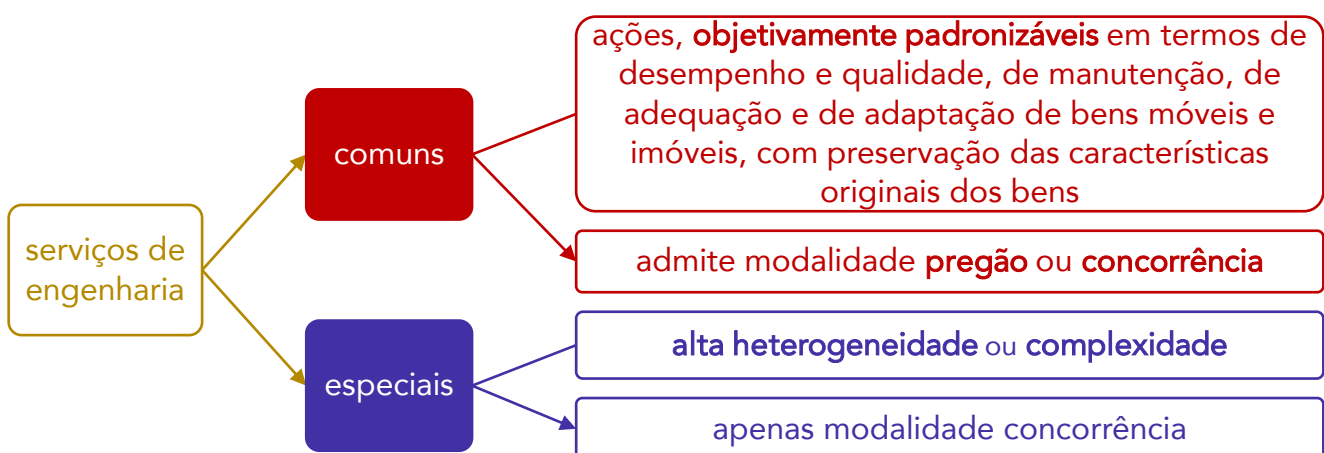 serviços de
engenharia
comuns
ações, objetivamente padronizáveis em termos de
desempenho e qualidade, de manutenção, de
adequação e de adaptação de bens móveis e
imóveis, com preservação das características
originais dos bens
admite modalidade pregão ou concorrência
especiais
alta heterogeneidade ou complexidade
apenas modalidade concorrência